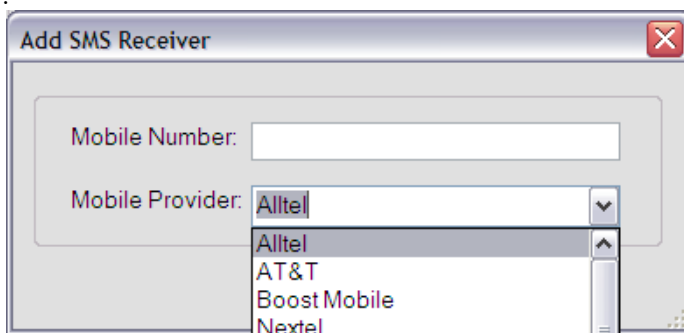 Add SMS Receiver
Mobile Number:
Mobile Provider: Alltel
Alltel
AT&T
Boost Mobile
Nextel